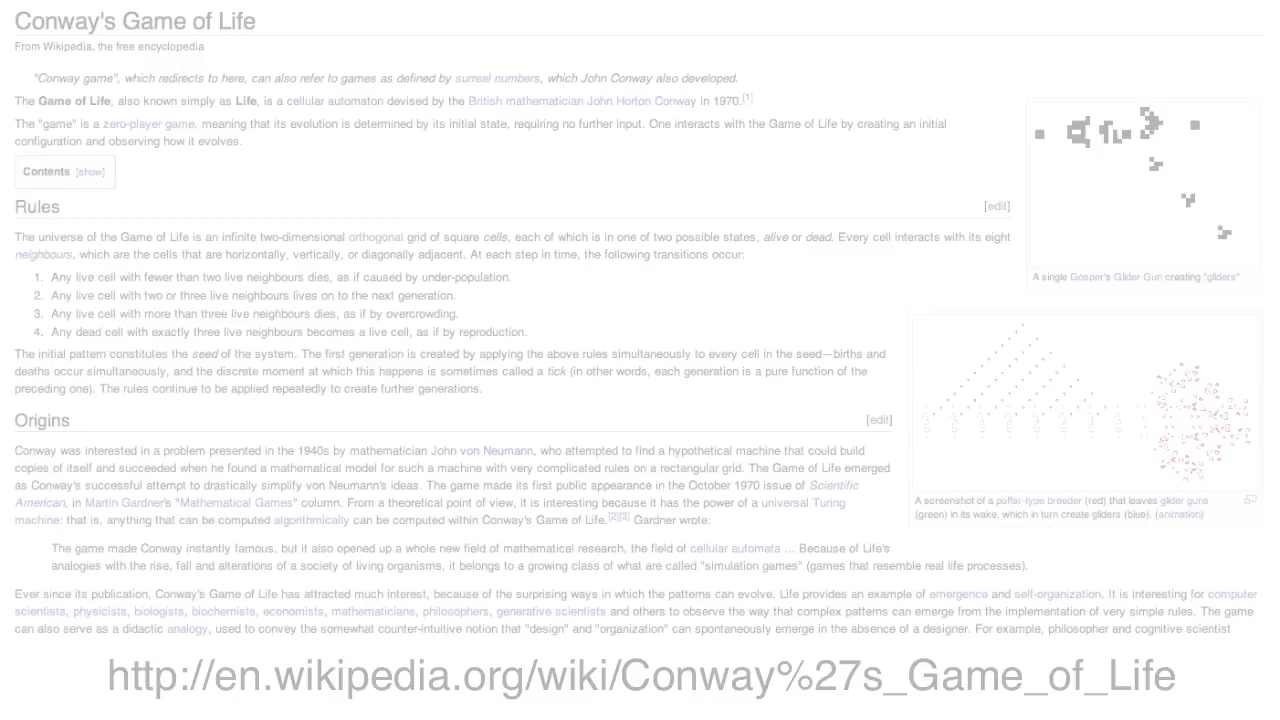 Conway's Game of Life
From Wikipedia, the free encyclopedia
"Conway game", which redirects to here, can also refer to games as defined by surreal numbers, which John Conway also developed.
The Game of Life, also known simply as Life, is a cellular automaton devised by the British mathematician John Horton Conway in 1970.[1]
The "game" is a zero-player game, meaning that its evolution is determined by its initial state, requiring no further input. One interacts with the Game of Life by creating an initial
configuration and observing how it evolves.
Contents [show]
A single Gosper's Glider Gun creating "gliders"
Rules [edit]
The universe of the Game of Life is an infinite two-dimensional orthogonal grid of square cells, each of which is in one of two possible states, alive or dead. Every cell interacts with its eight
neighbours, which are the cells that are horizontally, vertically, or diagonally adjacent. At each step in time, the following transitions occur:
1. Any live cell with fewer than two live neighbours dies, as if caused by under-population.
2. Any live cell with two or three live neighbours lives on to the next generation.
3. Any live cell with more than three live neighbours dies, as if by overcrowding.
4. Any dead cell with exactly three live neighbours becomes a live cell, as if by reproduction.
The initial pattern constitutes the seed of the system. The first generation is created by applying the above rules simultaneously to every cell in the seed—births and
deaths occur simultaneously, and the discrete moment at which this happens is sometimes called a tick (in other words, each generation is a pure function of the
preceding one). The rules continue to be applied repeatedly to create further generations.
A screenshot of a puffer-type breeder (red) that leaves glider guns
(green) in its wake, which in turn create gliders (blue). (animation)
Origins [edit]
Conway was interested in a problem presented in the 1940s by mathematician John von Neumann, who attempted to find a hypothetical machine that could build
copies of itself and succeeded when he found a mathematical model for such a machine with very complicated rules on a rectangular grid. The Game of Life emerged
as Conway's successful attempt to drastically simplify von Neumann's ideas. The game made its first public appearance in the October 1970 issue of Scientific
American, in Martin Gardner's "Mathematical Games" column. From a theoretical point of view, it is interesting because it has the power of a universal Turing
machine: that is, anything that can be computed algorithmically can be computed within Conway's Game of Life.[2][3] Gardner wrote:
The game made Conway instantly famous, but it also opened up a whole new field of mathematical research, the field of cellular automata ... Because of Life's
analogies with the rise, fall and alterations of a society of living organisms, it belongs to a growing class of what are called "simulation games" (games that resemble real life processes).
Ever since its publication, Conway's Game of Life has attracted much interest, because of the surprising ways in which the patterns can evolve. Life provides an example of emergence and self-organization. It is interesting for computer
scientists, physicists, biologists, biochemists, economists, mathematicians, philosophers, generative scientists and others to observe the way that complex patterns can emerge from the implementation of very simple rules. The game
can also serve as a didactic analogy, used to convey the somewhat counter-intuitive notion that "design" and "organization" can spontaneously emerge in the absence of a designer. For example, philosopher and cognitive scientist
http://en.wikipedia.org/wiki/Conway%27s_Game_of_Life